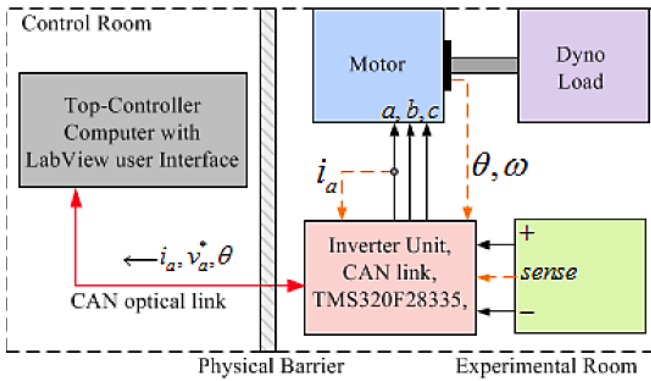 Control Room
Top-Controller
Computer with
LabView user Interface
Motor
Dyno
Load
a, b, c
i_a
θ, ω
← i_a, v_a^*, θ
CAN optical link
Inverter Unit,
CAN link,
TMS320F28335,
+
sense
−
Physical Barrier
Experimental Room